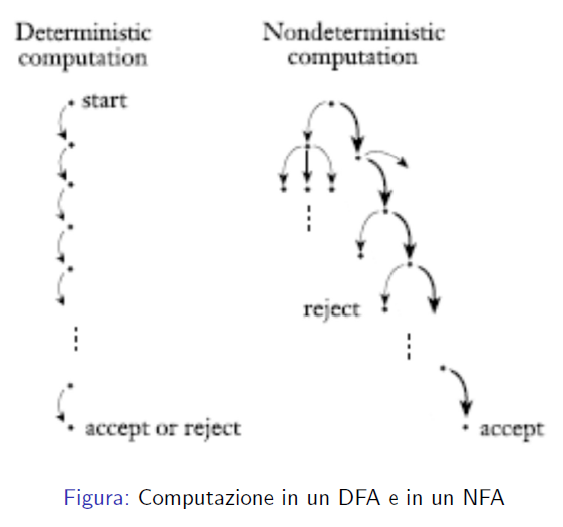 Deterministic
computation
Nondeterministic
computation
start
reject
accept or reject
accept
Figura: Computazione in un DFA e in un NFA